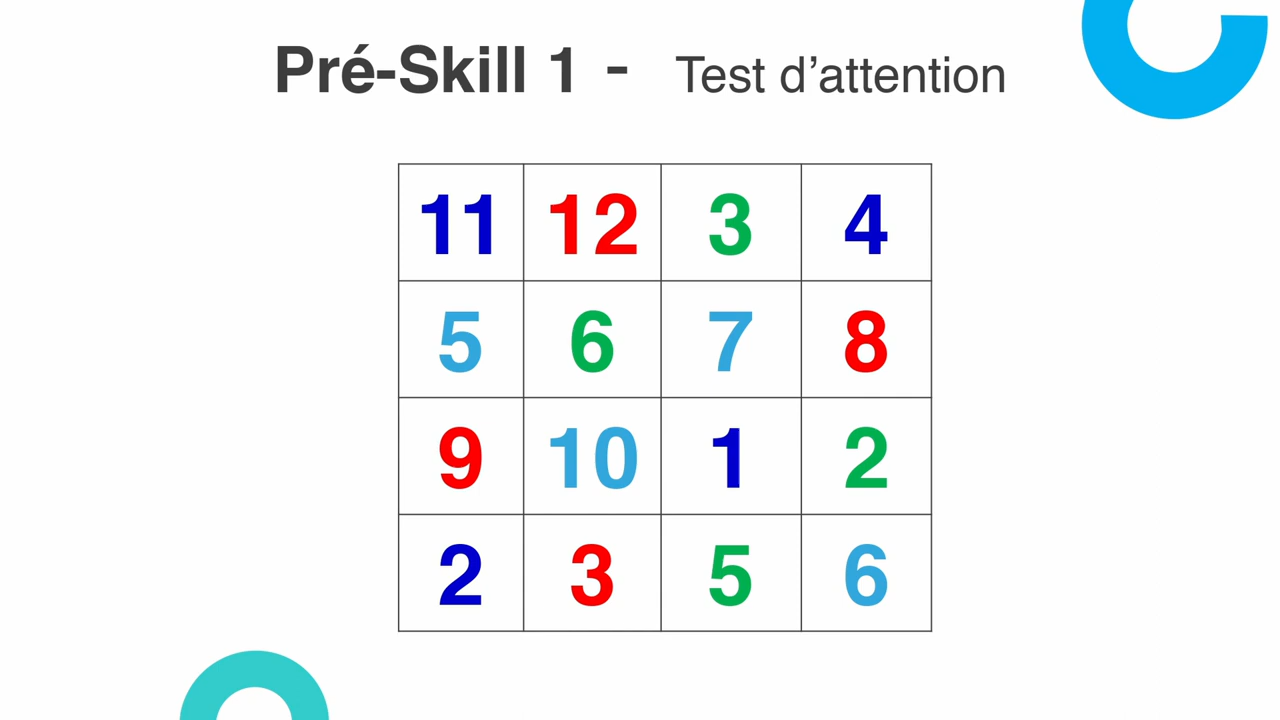 Pré-Skill 1 - Test d’attention
11 12 3 4
5 6 7 8
9 10 1 2
2 3 5 6